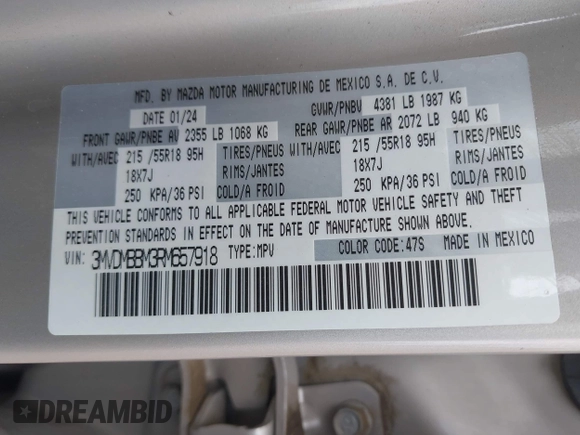 MFD. BY MAZDA MOTOR MANUFACTURING DE MEXICO S.A. DE C.V.
DATE 01/24 GVWR/PNBV 4381 LB 1987 KG
FRONT GAWR/PNBE AV 2355 LB 1068 KG REAR GAWR/PNBE AR 2072 LB 940 KG
WITH/AVEC 215 /55R18 95H TIRES/PNEUS WITH/AVEC 215 /55R18 95H TIRES/PNEUS
18X7J RIMS/JANTES 18X7J RIMS/JANTES
250 KPA/36 PSI COLD/A FROID 250 KPA/36 PSI COLD/A FROID
THIS VEHICLE CONFORMS TO ALL APPLICABLE FEDERAL MOTOR VEHICLE SAFETY AND THEFT
PREVENTION STANDARDS IN EFFECT ON THE DATE OF MANUFACTURE SHOWN ABOVE.
VIN: 3MVDMBBM3RM657918 TYPE:MPV COLOR CODE:47S MADE IN MEXICO
DREAMBID